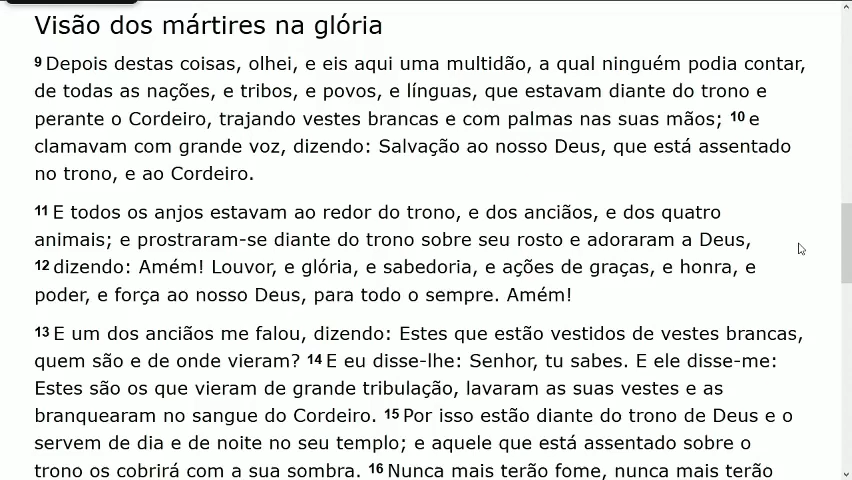 Visão dos mártires na glória
9 Depois destas coisas, olhei, e eis aqui uma multidão, a qual ninguém podia contar,
de todas as nações, e tribos, e povos, e línguas, que estavam diante do trono e
perante o Cordeiro, trajando vestes brancas e com palmas nas suas mãos; 10 e
clamavam com grande voz, dizendo: Salvação ao nosso Deus, que está assentado
no trono, e ao Cordeiro.
11 E todos os anjos estavam ao redor do trono, e dos anciãos, e dos quatro
animais; e prostraram-se diante do trono sobre seu rosto e adoraram a Deus,
12 dizendo: Amém! Louvor, e glória, e sabedoria, e ações de graças, e honra, e
poder, e força ao nosso Deus, para todo o sempre. Amém!
13 E um dos anciãos me falou, dizendo: Estes que estão vestidos de vestes brancas,
quem são e de onde vieram? 14 E eu disse-lhe: Senhor, tu sabes. E ele disse-me:
Estes são os que vieram de grande tribulação, lavaram as suas vestes e as
branquearam no sangue do Cordeiro. 15 Por isso estão diante do trono de Deus e o
servem de dia e de noite no seu templo; e aquele que está assentado sobre o
trono os cobrirá com a sua sombra. 16 Nunca mais terão fome, nunca mais terão